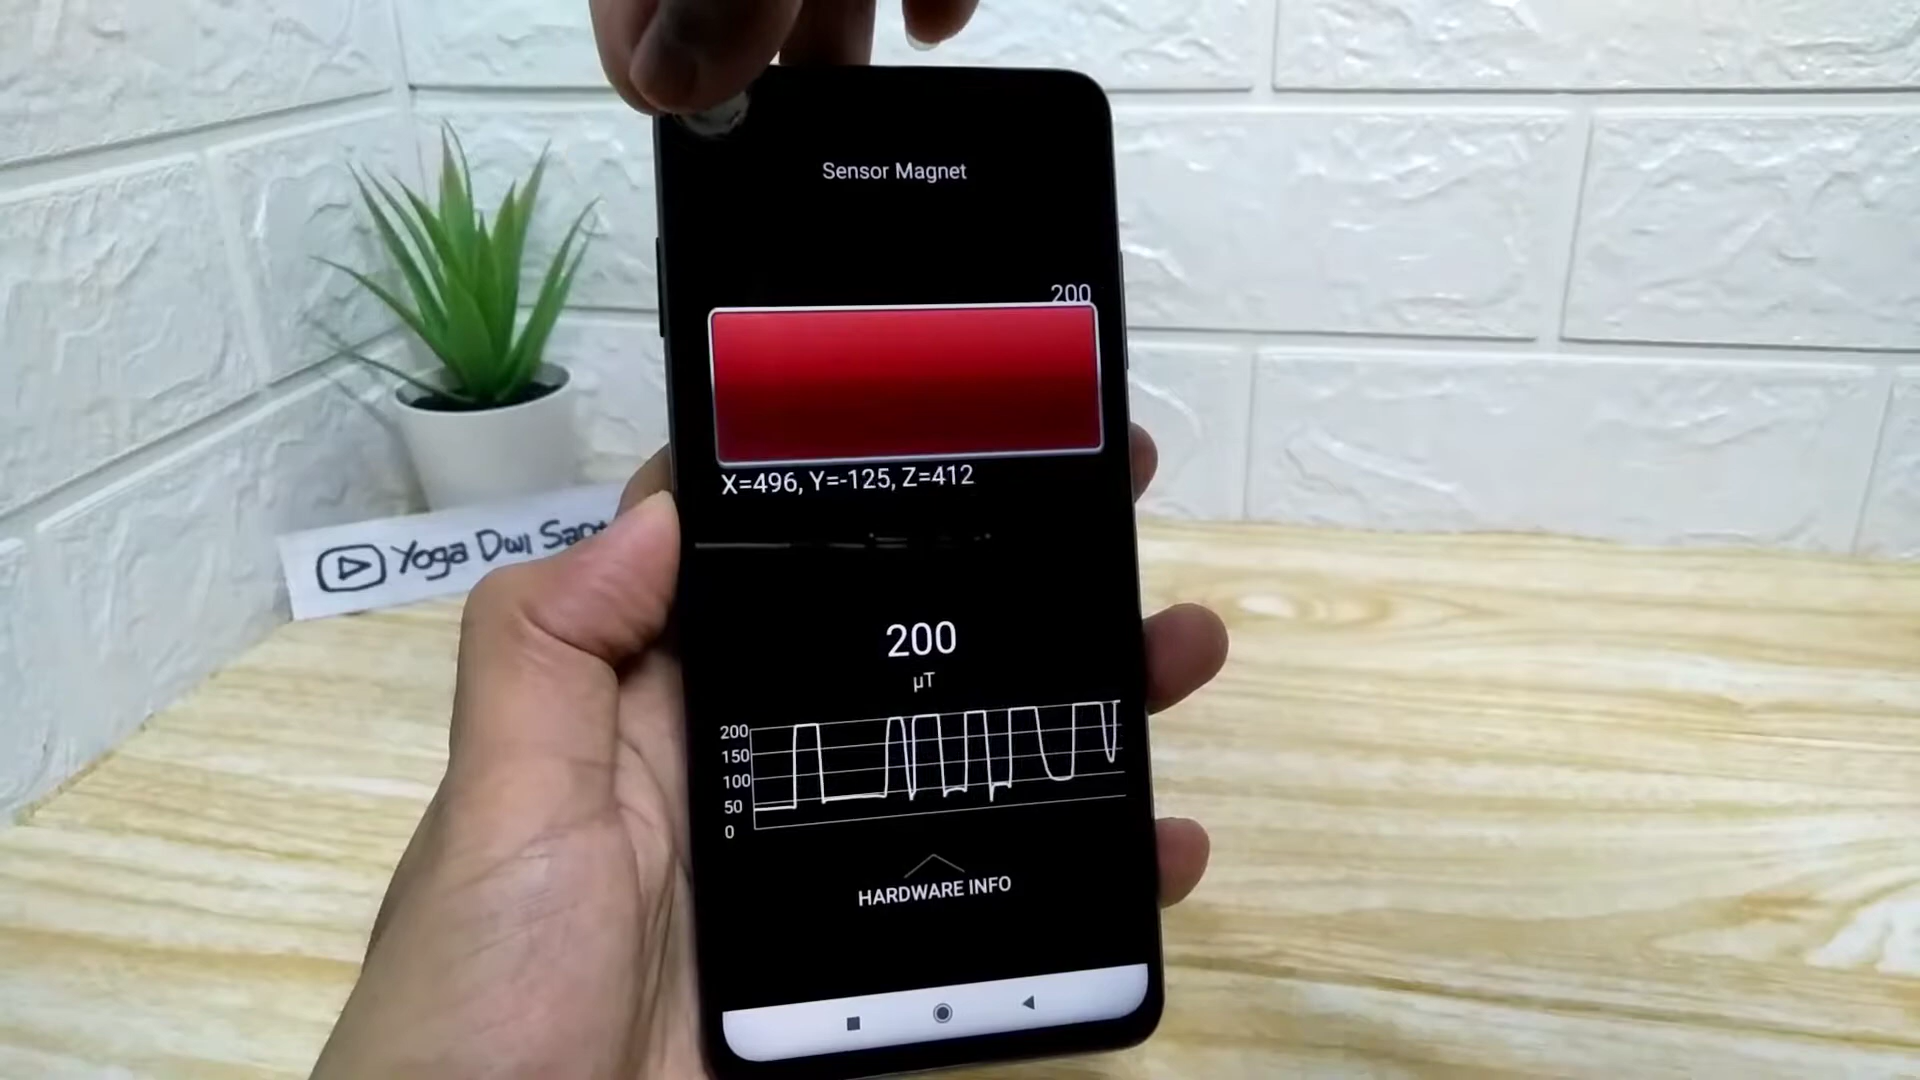 Sensor Magnet
200
X=496, Y=-125, Z=412
Yoga Dwi
200
µT
200
150
100
50
0
HARDWARE INFO